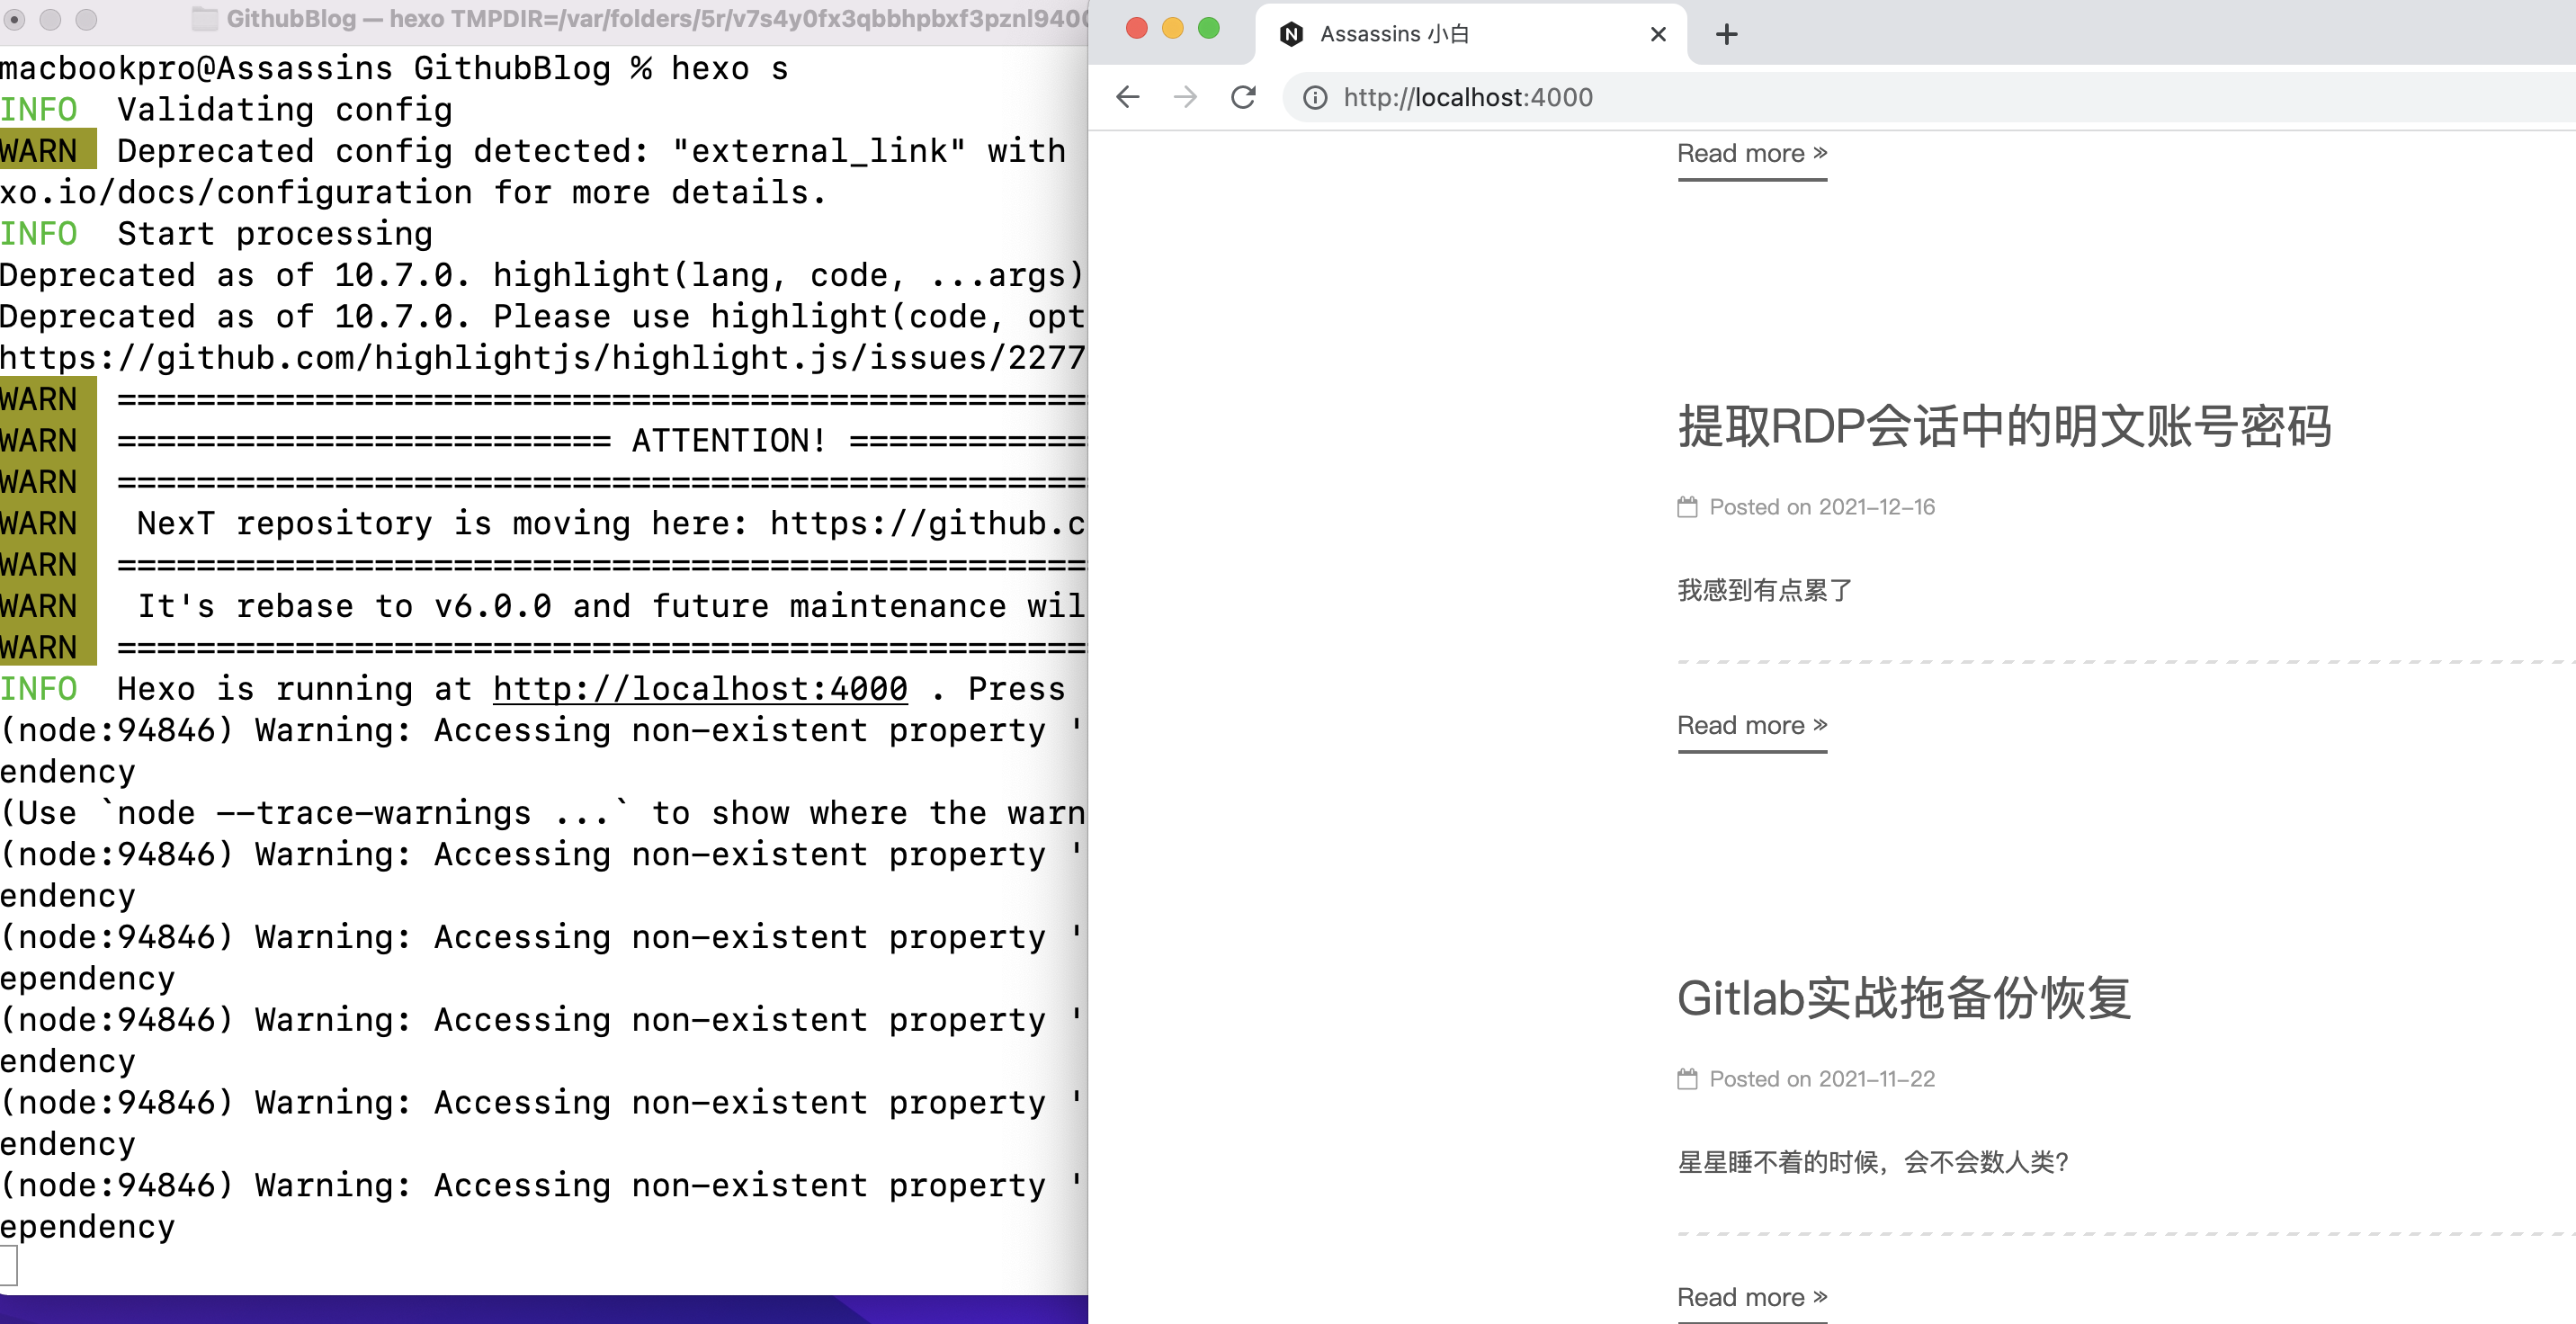 GithubBlog — hexo TMPDIR=/var/folders/5r/v7s4y0fx3qbbhpbxf3pznl9400
macbookpro@Assassins GithubBlog % hexo s
INFO  Validating config
WARN  Deprecated config detected: "external_link" with
xo.io/docs/configuration for more details.
INFO  Start processing
Deprecated as of 10.7.0. highlight(lang, code, ...args)
Deprecated as of 10.7.0. Please use highlight(code, opt
https://github.com/highlightjs/highlight.js/issues/2277
WARN  =================================================
WARN  ========================= ATTENTION! ============
WARN  =================================================
WARN   NexT repository is moving here: https://github.c
WARN  =================================================
WARN   It's rebase to v6.0.0 and future maintenance wil
WARN  =================================================
INFO  Hexo is running at http://localhost:4000 . Press
(node:94846) Warning: Accessing non-existent property '
endency
(Use `node --trace-warnings ...` to show where the warn
(node:94846) Warning: Accessing non-existent property '
endency
(node:94846) Warning: Accessing non-existent property '
ependency
(node:94846) Warning: Accessing non-existent property '
endency
(node:94846) Warning: Accessing non-existent property '
endency
(node:94846) Warning: Accessing non-existent property '
ependency
Assassins 小白
http://localhost:4000
Read more »
提取RDP会话中的明文账号密码
Posted on 2021-12-16
我感到有点累了
Read more »
Gitlab实战拖备份恢复
Posted on 2021-11-22
星星睡不着的时候，会不会数人类？
Read more »